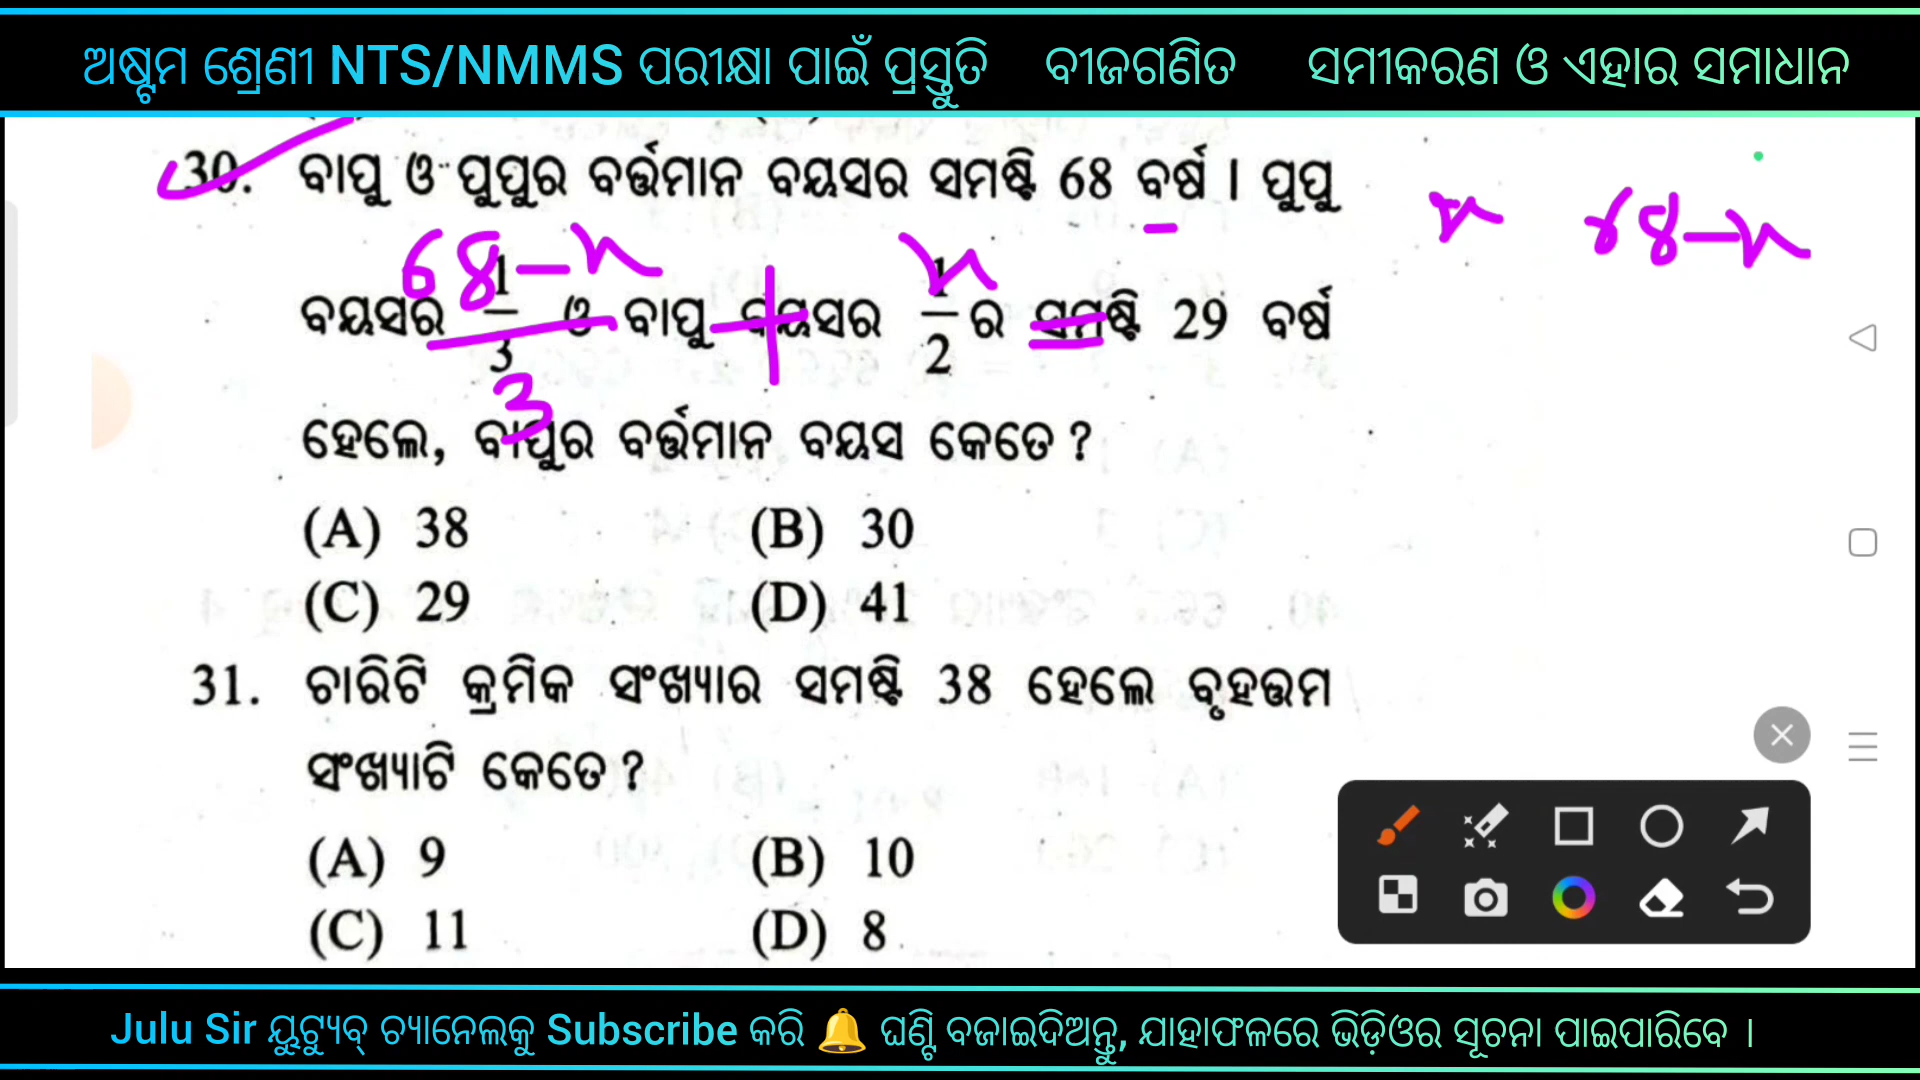 ଅଷ୍ଟମ ଶ୍ରେଣୀ NTS/NMMS ପରୀକ୍ଷା ପାଇଁ ପ୍ରସ୍ତୁତି ବୀଜଗଣିତ ସମୀକରଣ ଓ ଏହାର ସମାଧାନ
30. ବାପୁ ଓ ପୁପୁର ବର୍ତ୍ତମାନ ବୟସର ସମଷ୍ଟି 68 ବର୍ଷ । ପୁପୁ
x 68-x
68-x x
ବୟସର 1/3 ଓ ବାପୁ ବୟସର 1/2 ର ସମଷ୍ଟି 29 ବର୍ଷ
3
ହେଲେ, ବାପୁର ବର୍ତ୍ତମାନ ବୟସ କେତେ ?
(A) 38 (B) 30
(C) 29 (D) 41
31. ଚାରିଟି କ୍ରମିକ ସଂଖ୍ୟାର ସମଷ୍ଟି 38 ହେଲେ ବୃହତ୍ତମ
ସଂଖ୍ୟାଟି କେତେ ?
(A) 9 (B) 10
(C) 11 (D) 8
Julu Sir ୟୁଟ୍ୟୁବ୍ ଚ୍ୟାନେଲକୁ Subscribe କରି 🔔 ଘଣ୍ଟି ବଜାଇଦିଅନ୍ତୁ, ଯାହାଫଳରେ ଭିଡ଼ିଓର ସୂଚନା ପାଇପାରିବେ ।